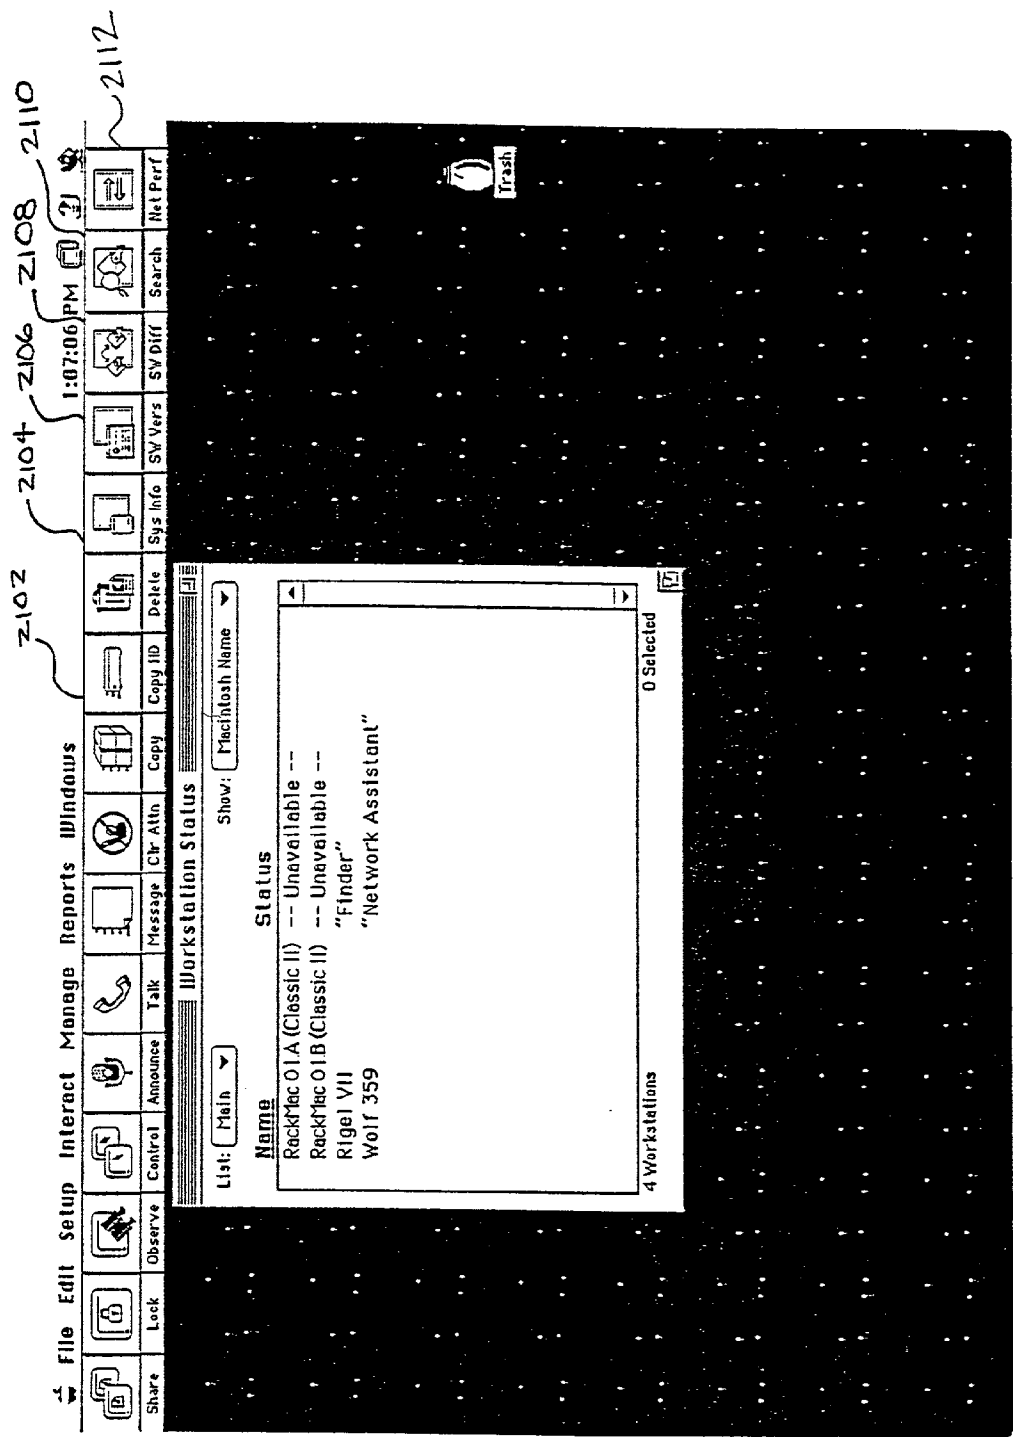 2102
2104
2106
2108
2110
2112
File Edit Setup Interact Manage Reports Windows 1:07:06 PM
Share Lock Observe Control Announce Talk Message Clr Attn Copy Copy HD Delete Sys Info SW Vers SW Diff Search Net Perf
Workstation Status
List: Main Show: Macintosh Name
Name Status
RackMac 01.A (Classic II) -- Unavailable --
RackMac 01.B (Classic II) -- Unavailable --
Rigel VII "Finder"
Wolf 359 "Network Assistant"
4 Workstations 0 Selected
Trash